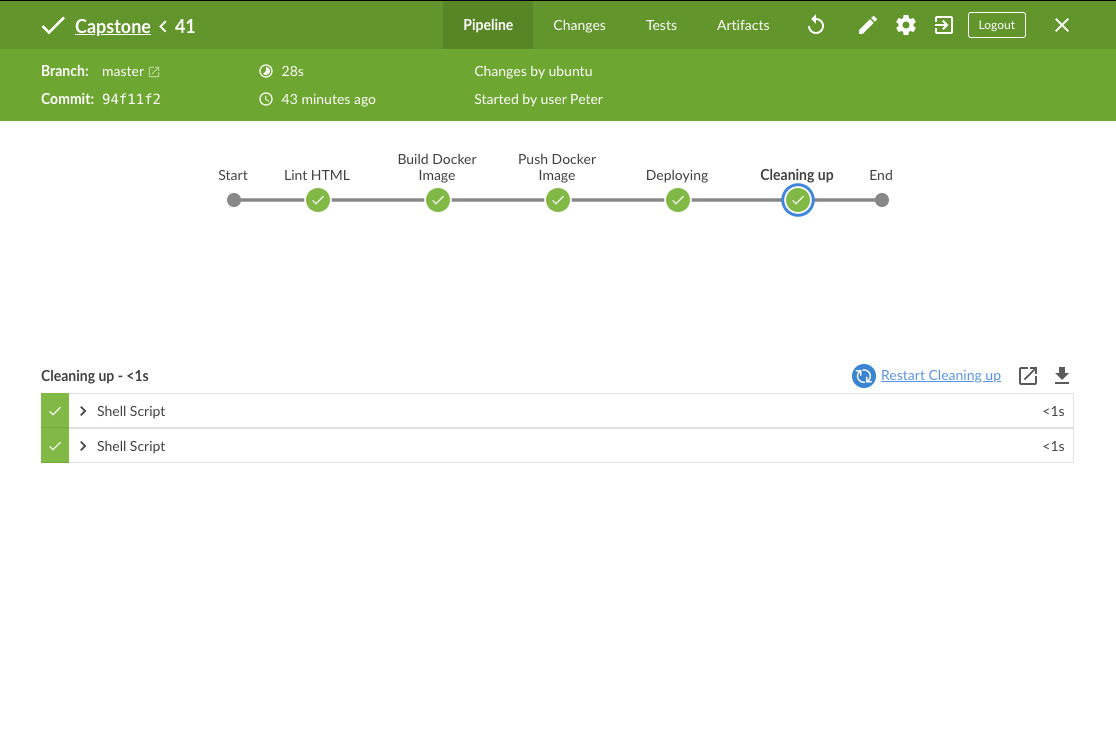 Capstone < 41
Pipeline
Changes
Tests
Artifacts
Logout
Branch: master
28s
Changes by ubuntu
Commit: 94f11f2
43 minutes ago
Started by user Peter
Start
Lint HTML
Build Docker
Image
Push Docker
Image
Deploying
Cleaning up
End
Cleaning up - <1s
Restart Cleaning up
Shell Script
<1s
Shell Script
<1s